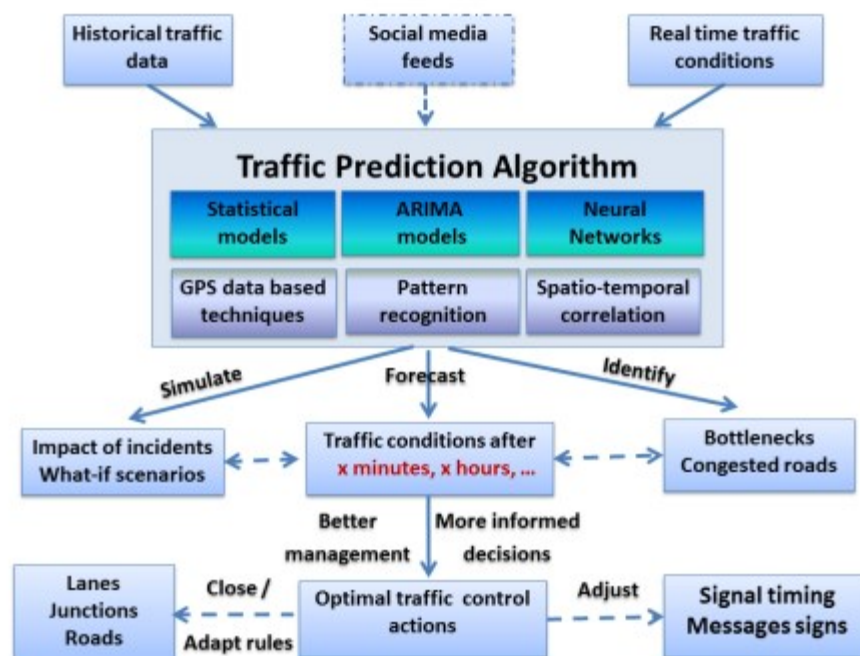 Historical traffic
data
Social media
feeds
Real time traffic
conditions
Traffic Prediction Algorithm
Statistical
models
ARIMA
models
Neural
Networks
GPS data based
techniques
Pattern
recognition
Spatio-temporal
correlation
Simulate
Forecast
Identify
Impact of incidents
What-if scenarios
Traffic conditions after
x minutes, x hours, ...
Bottlenecks
Congested roads
Better
management
More informed
decisions
Lanes
Junctions
Roads
Close /
Adapt rules
Optimal traffic control
actions
Adjust
Signal timing
Messages signs